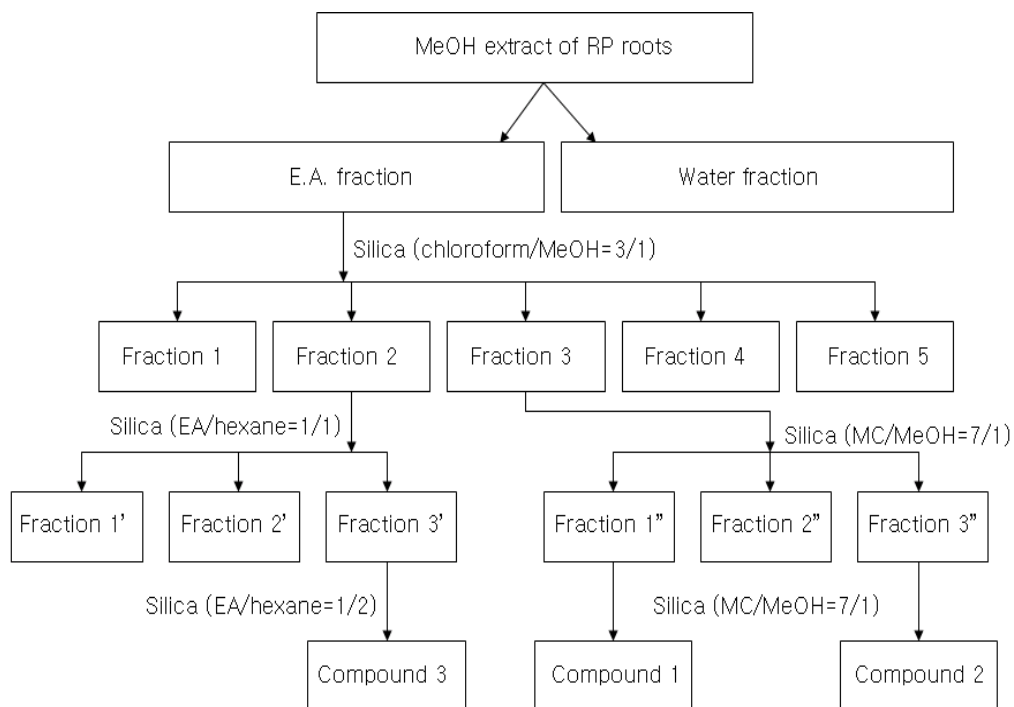 MeOH extract of RP roots
E.A. fraction
Water fraction
Silica (chloroform/MeOH=3/1)
Fraction 1
Fraction 2
Fraction 3
Fraction 4
Fraction 5
Silica (EA/hexane=1/1)
Silica (MC/MeOH=7/1)
Fraction 1'
Fraction 2'
Fraction 3'
Fraction 1”
Fraction 2”
Fraction 3”
Silica (EA/hexane=1/2)
Silica (MC/MeOH=7/1)
Compound 3
Compound 1
Compound 2